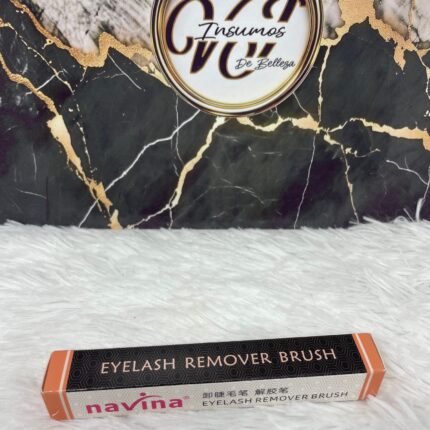 Insumos
De Belleza
EYELASH REMOVER BRUSH
navina®
卸睫毛笔 解胶笔
EYELASH REMOVER BRUSH